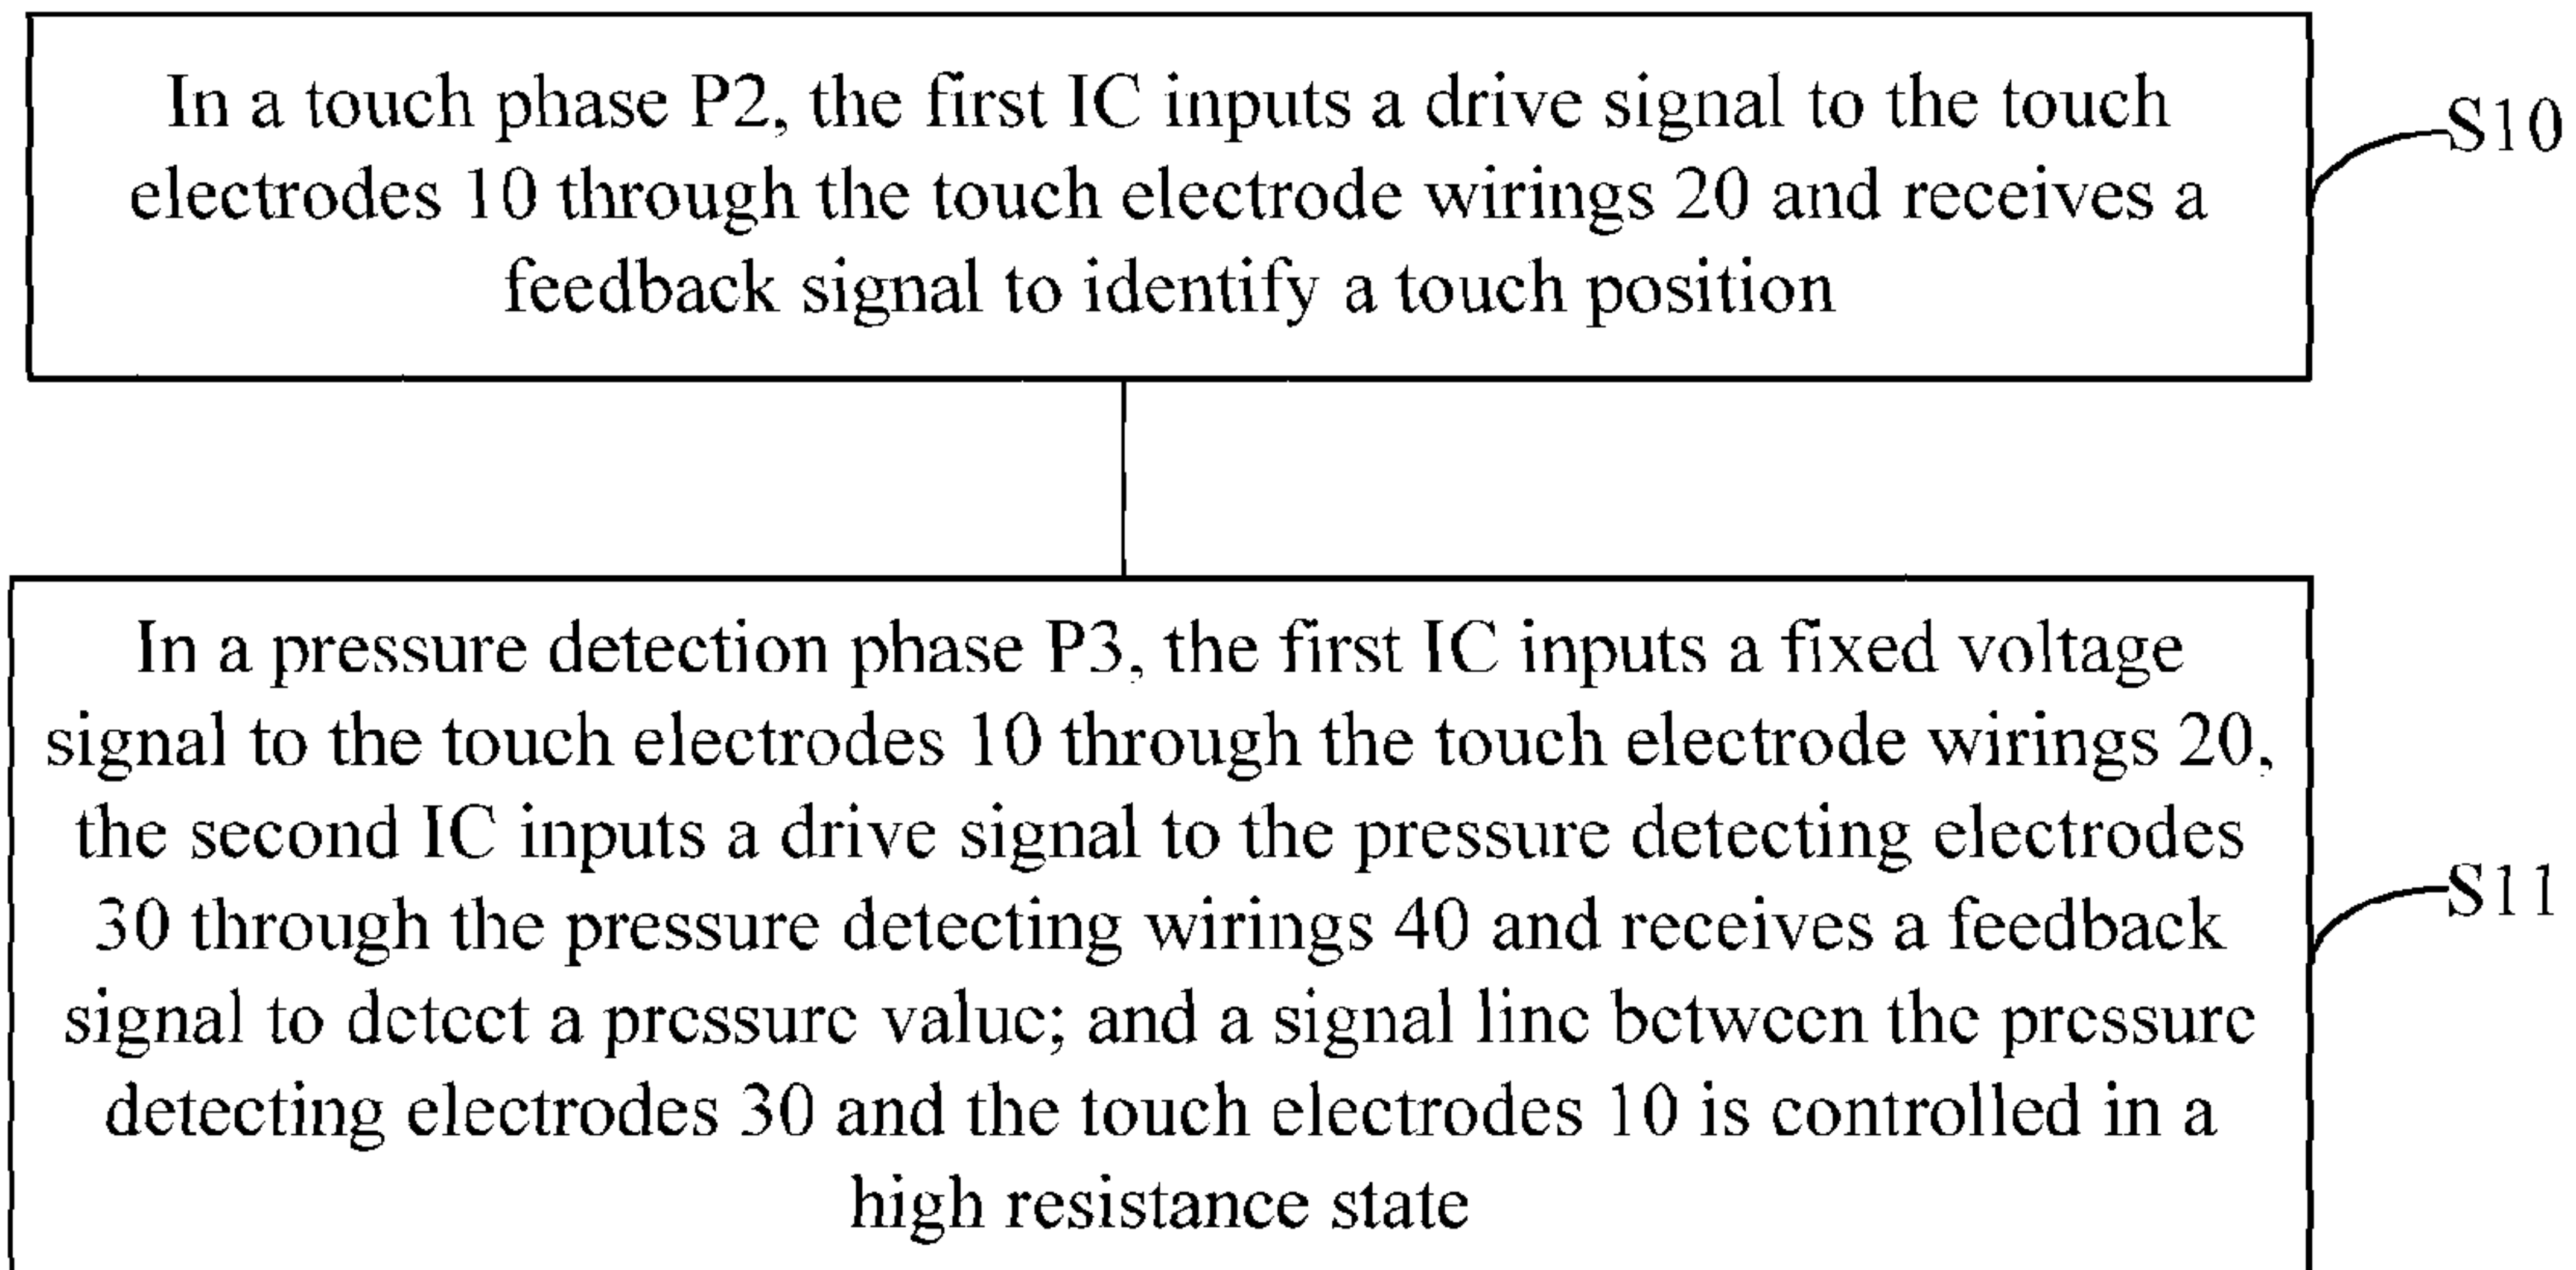 In a touch phase P2, the first IC inputs a drive signal to the touch
electrodes 10 through the touch electrode wirings 20 and receives a
feedback signal to identify a touch position
S10
In a pressure detection phase P3, the first IC inputs a fixed voltage
signal to the touch electrodes 10 through the touch electrode wirings 20,
the second IC inputs a drive signal to the pressure detecting electrodes
30 through the pressure detecting wirings 40 and receives a feedback
signal to detect a pressure value; and a signal line between the pressure
detecting electrodes 30 and the touch electrodes 10 is controlled in a
high resistance state
S11